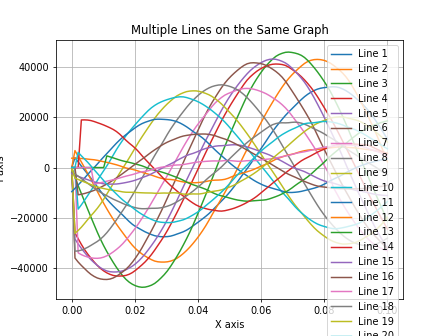 Multiple Lines on the Same Graph
40000
20000
0
−20000
−40000
0.00
0.02
0.04
0.06
X axis
Line 1
Line 2
Line 3
Line 4
Line 5
Line 6
Line 7
Line 8
Line 9
Line 10
Line 11
Line 12
Line 13
Line 14
Line 15
Line 16
Line 17
Line 18
Line 19
Line 20